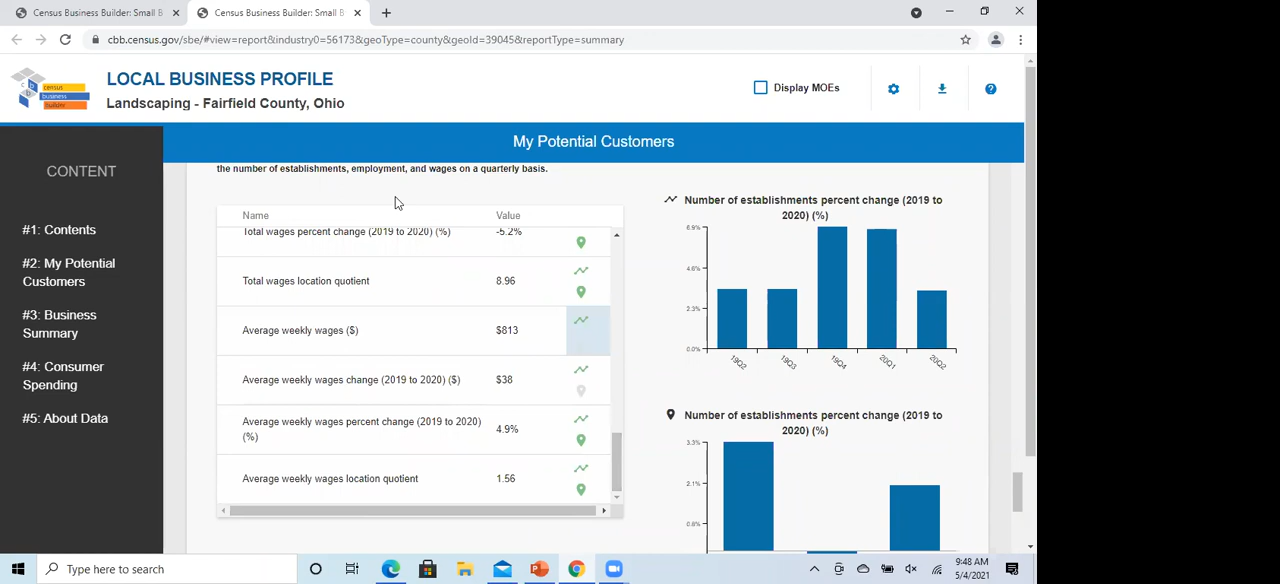 Census Business Builder: Small B
Census Business Builder: Small B
cbb.census.gov/sbe/#view=report&industry0=56173&geoType=county&geoId=39045&reportType=summary
census
business
builder
LOCAL BUSINESS PROFILE
Landscaping - Fairfield County, Ohio
Display MOEs
CONTENT
#1: Contents
#2: My Potential
Customers
#3: Business
Summary
#4: Consumer
Spending
#5: About Data
My Potential Customers
the number of establishments, employment, and wages on a quarterly basis.
Name Value
Total wages percent change (2019 to 2020) (%) -5.2%
Total wages location quotient 8.96
Average weekly wages ($) $813
Average weekly wages change (2019 to 2020) ($) $38
Average weekly wages percent change (2019 to 2020)
(%) 4.9%
Average weekly wages location quotient 1.56
Number of establishments percent change (2019 to
2020) (%)
6.9%
4.6%
2.3%
0.0%
19Q2 19Q3 19Q4 20Q1 20Q2
Number of establishments percent change (2019 to
2020) (%)
3.3%
2.1%
0.8%
Type here to search
9:48 AM
5/4/2021